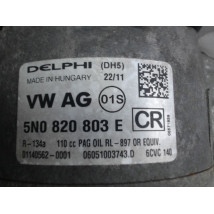 DELPHI (DH5)
MADE IN HUNGARY 22/11
VW AG 01S
5N0 820 803 E CR
R-134a 110 cc PAG OIL RL-897 OR EQUIV.
01140562-0001 06051003743.D 6CVC 140